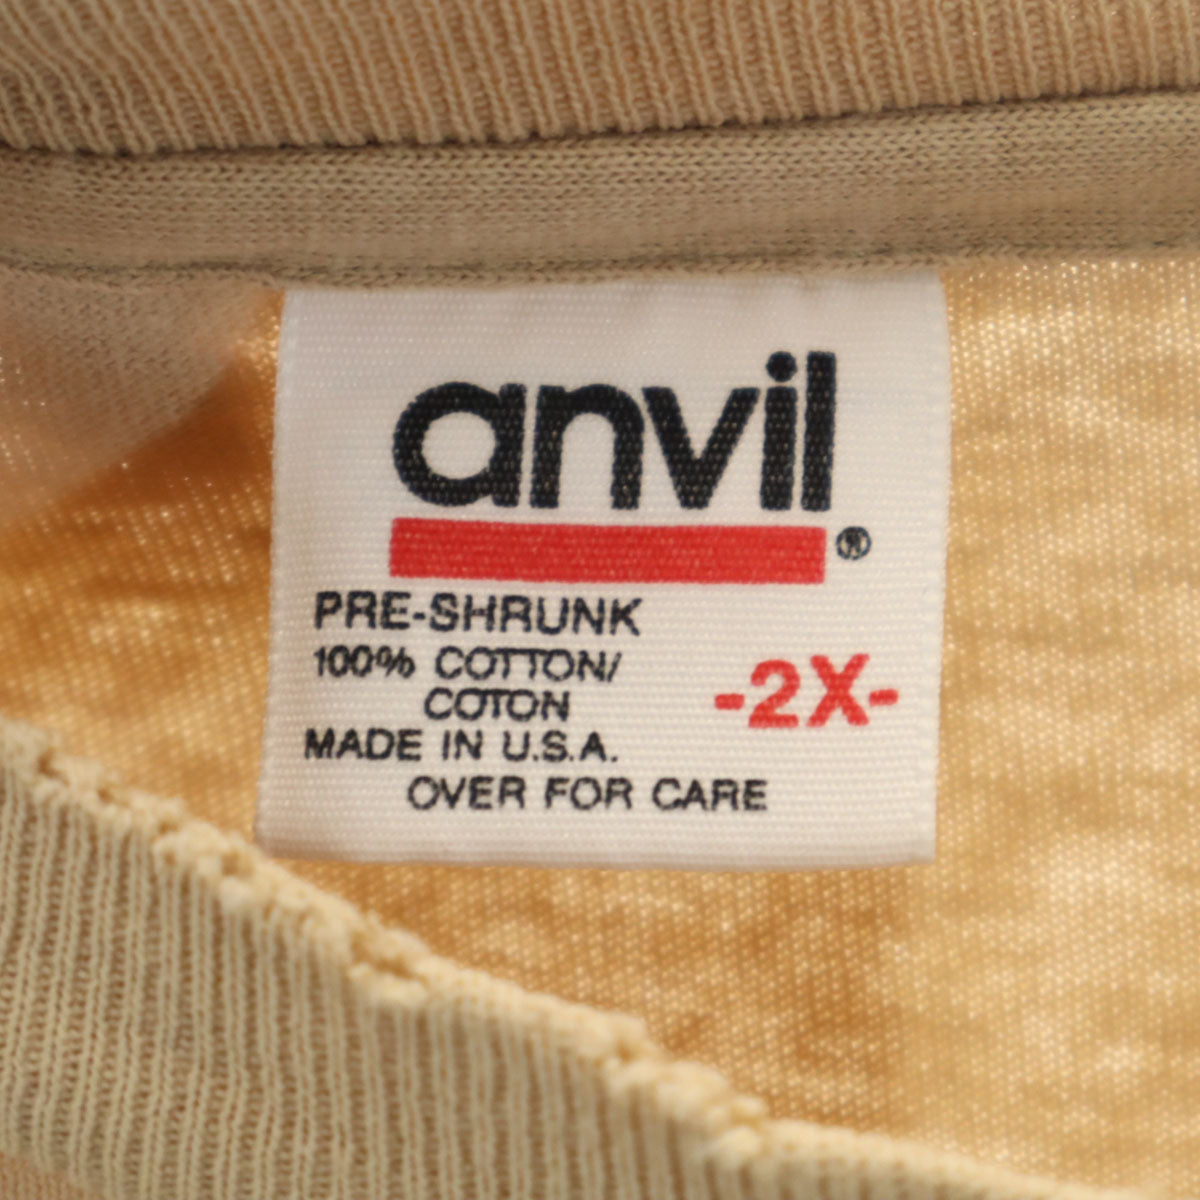 anvil®
PRE-SHRUNK
100% COTTON/
COTON
-2X-
MADE IN U.S.A.
OVER FOR CARE